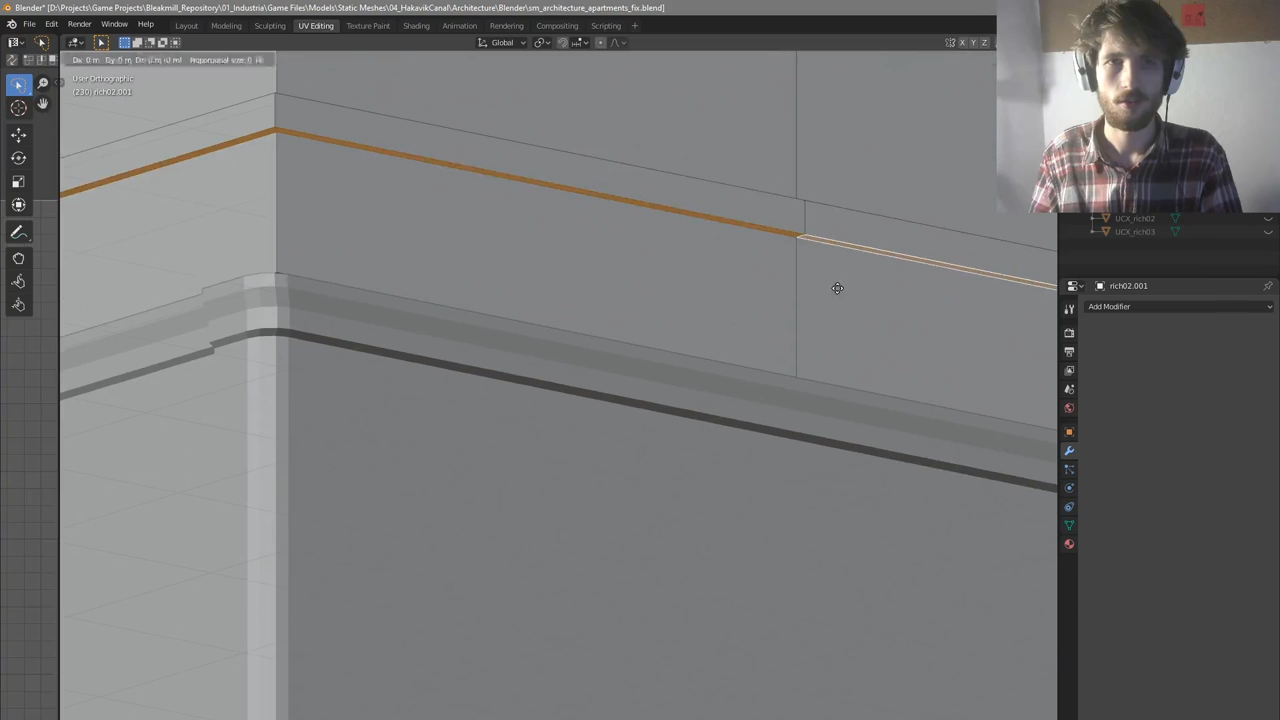 Blender* [D:\Projects\Game Projects\Bleakmill_Repository\01_Industria\Game Files\Models\Static Meshes\04_HakavikCanal\Architecture\Blender\sm_architecture_apartments_fix.blend]
File Edit Render Window Help Layout Modeling Sculpting UV Editing Texture Paint Shading Animation Rendering Compositing Scripting +
Global X Y Z
User Orthographic
(230) rich02.001
UCX_rich02
UCX_rich03
rich02.001
Add Modifier